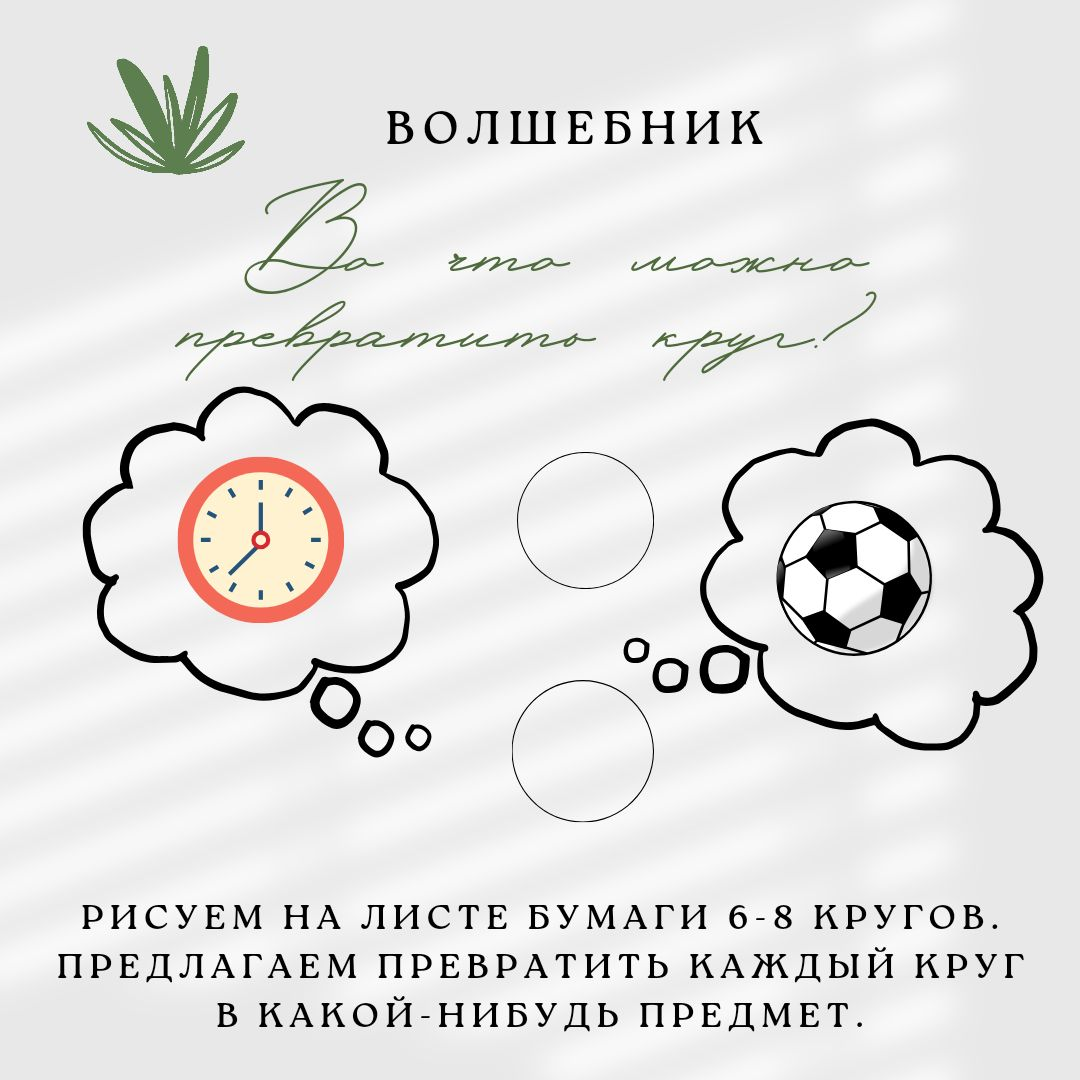 ВОЛШЕБНИК
Во что можно
превратить круг?
РИСУЕМ НА ЛИСТЕ БУМАГИ 6-8 КРУГОВ.
ПРЕДЛАГАЕМ ПРЕВРАТИТЬ КАЖДЫЙ КРУГ
В КАКОЙ-НИБУДЬ ПРЕДМЕТ.